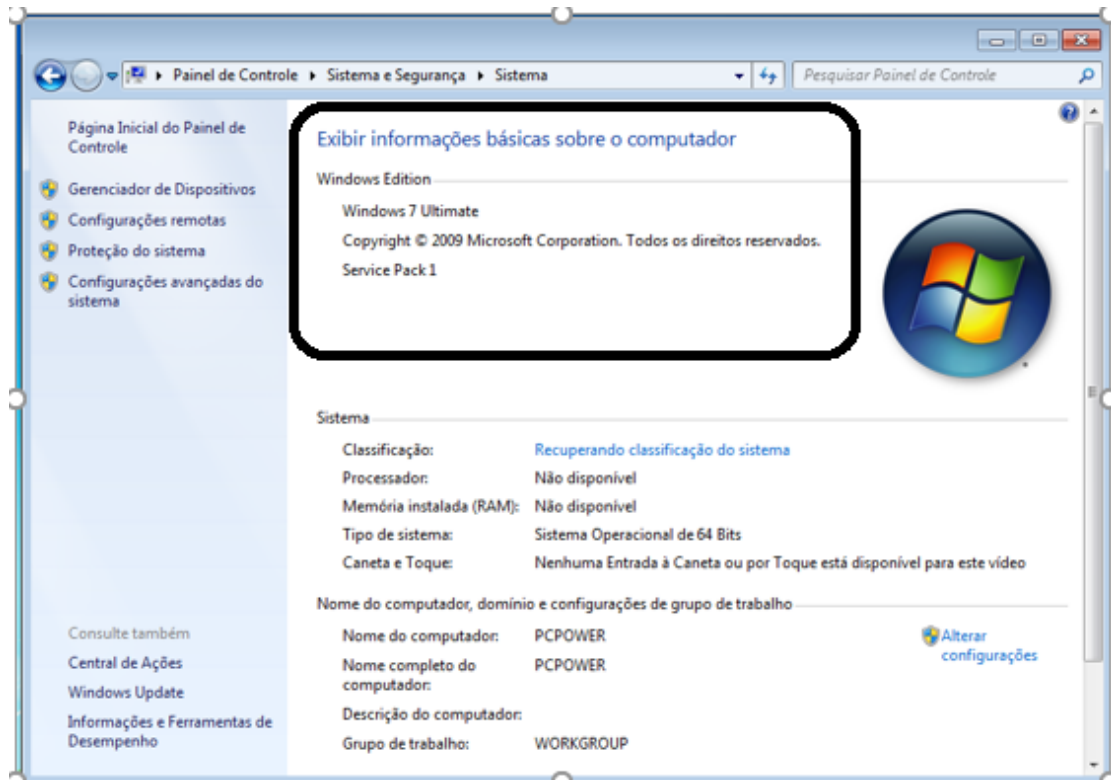 Painel de Controle ▸ Sistema e Segurança ▸ Sistema
Pesquisar Painel de Controle
Página Inicial do Painel de
Controle
Gerenciador de Dispositivos
Configurações remotas
Proteção do sistema
Configurações avançadas do
sistema
Consulte também
Central de Ações
Windows Update
Informações e Ferramentas de
Desempenho
Exibir informações básicas sobre o computador
Windows Edition
Windows 7 Ultimate
Copyright © 2009 Microsoft Corporation. Todos os direitos reservados.
Service Pack 1
Sistema
Classificação: Recuperando classificação do sistema
Processador: Não disponível
Memória instalada (RAM): Não disponível
Tipo de sistema: Sistema Operacional de 64 Bits
Caneta e Toque: Nenhuma Entrada à Caneta ou por Toque está disponível para este vídeo
Nome do computador, domínio e configurações de grupo de trabalho
Nome do computador: PCPOWER
Nome completo do PCPOWER
computador:
Descrição do computador:
Grupo de trabalho: WORKGROUP
Alterar
configurações